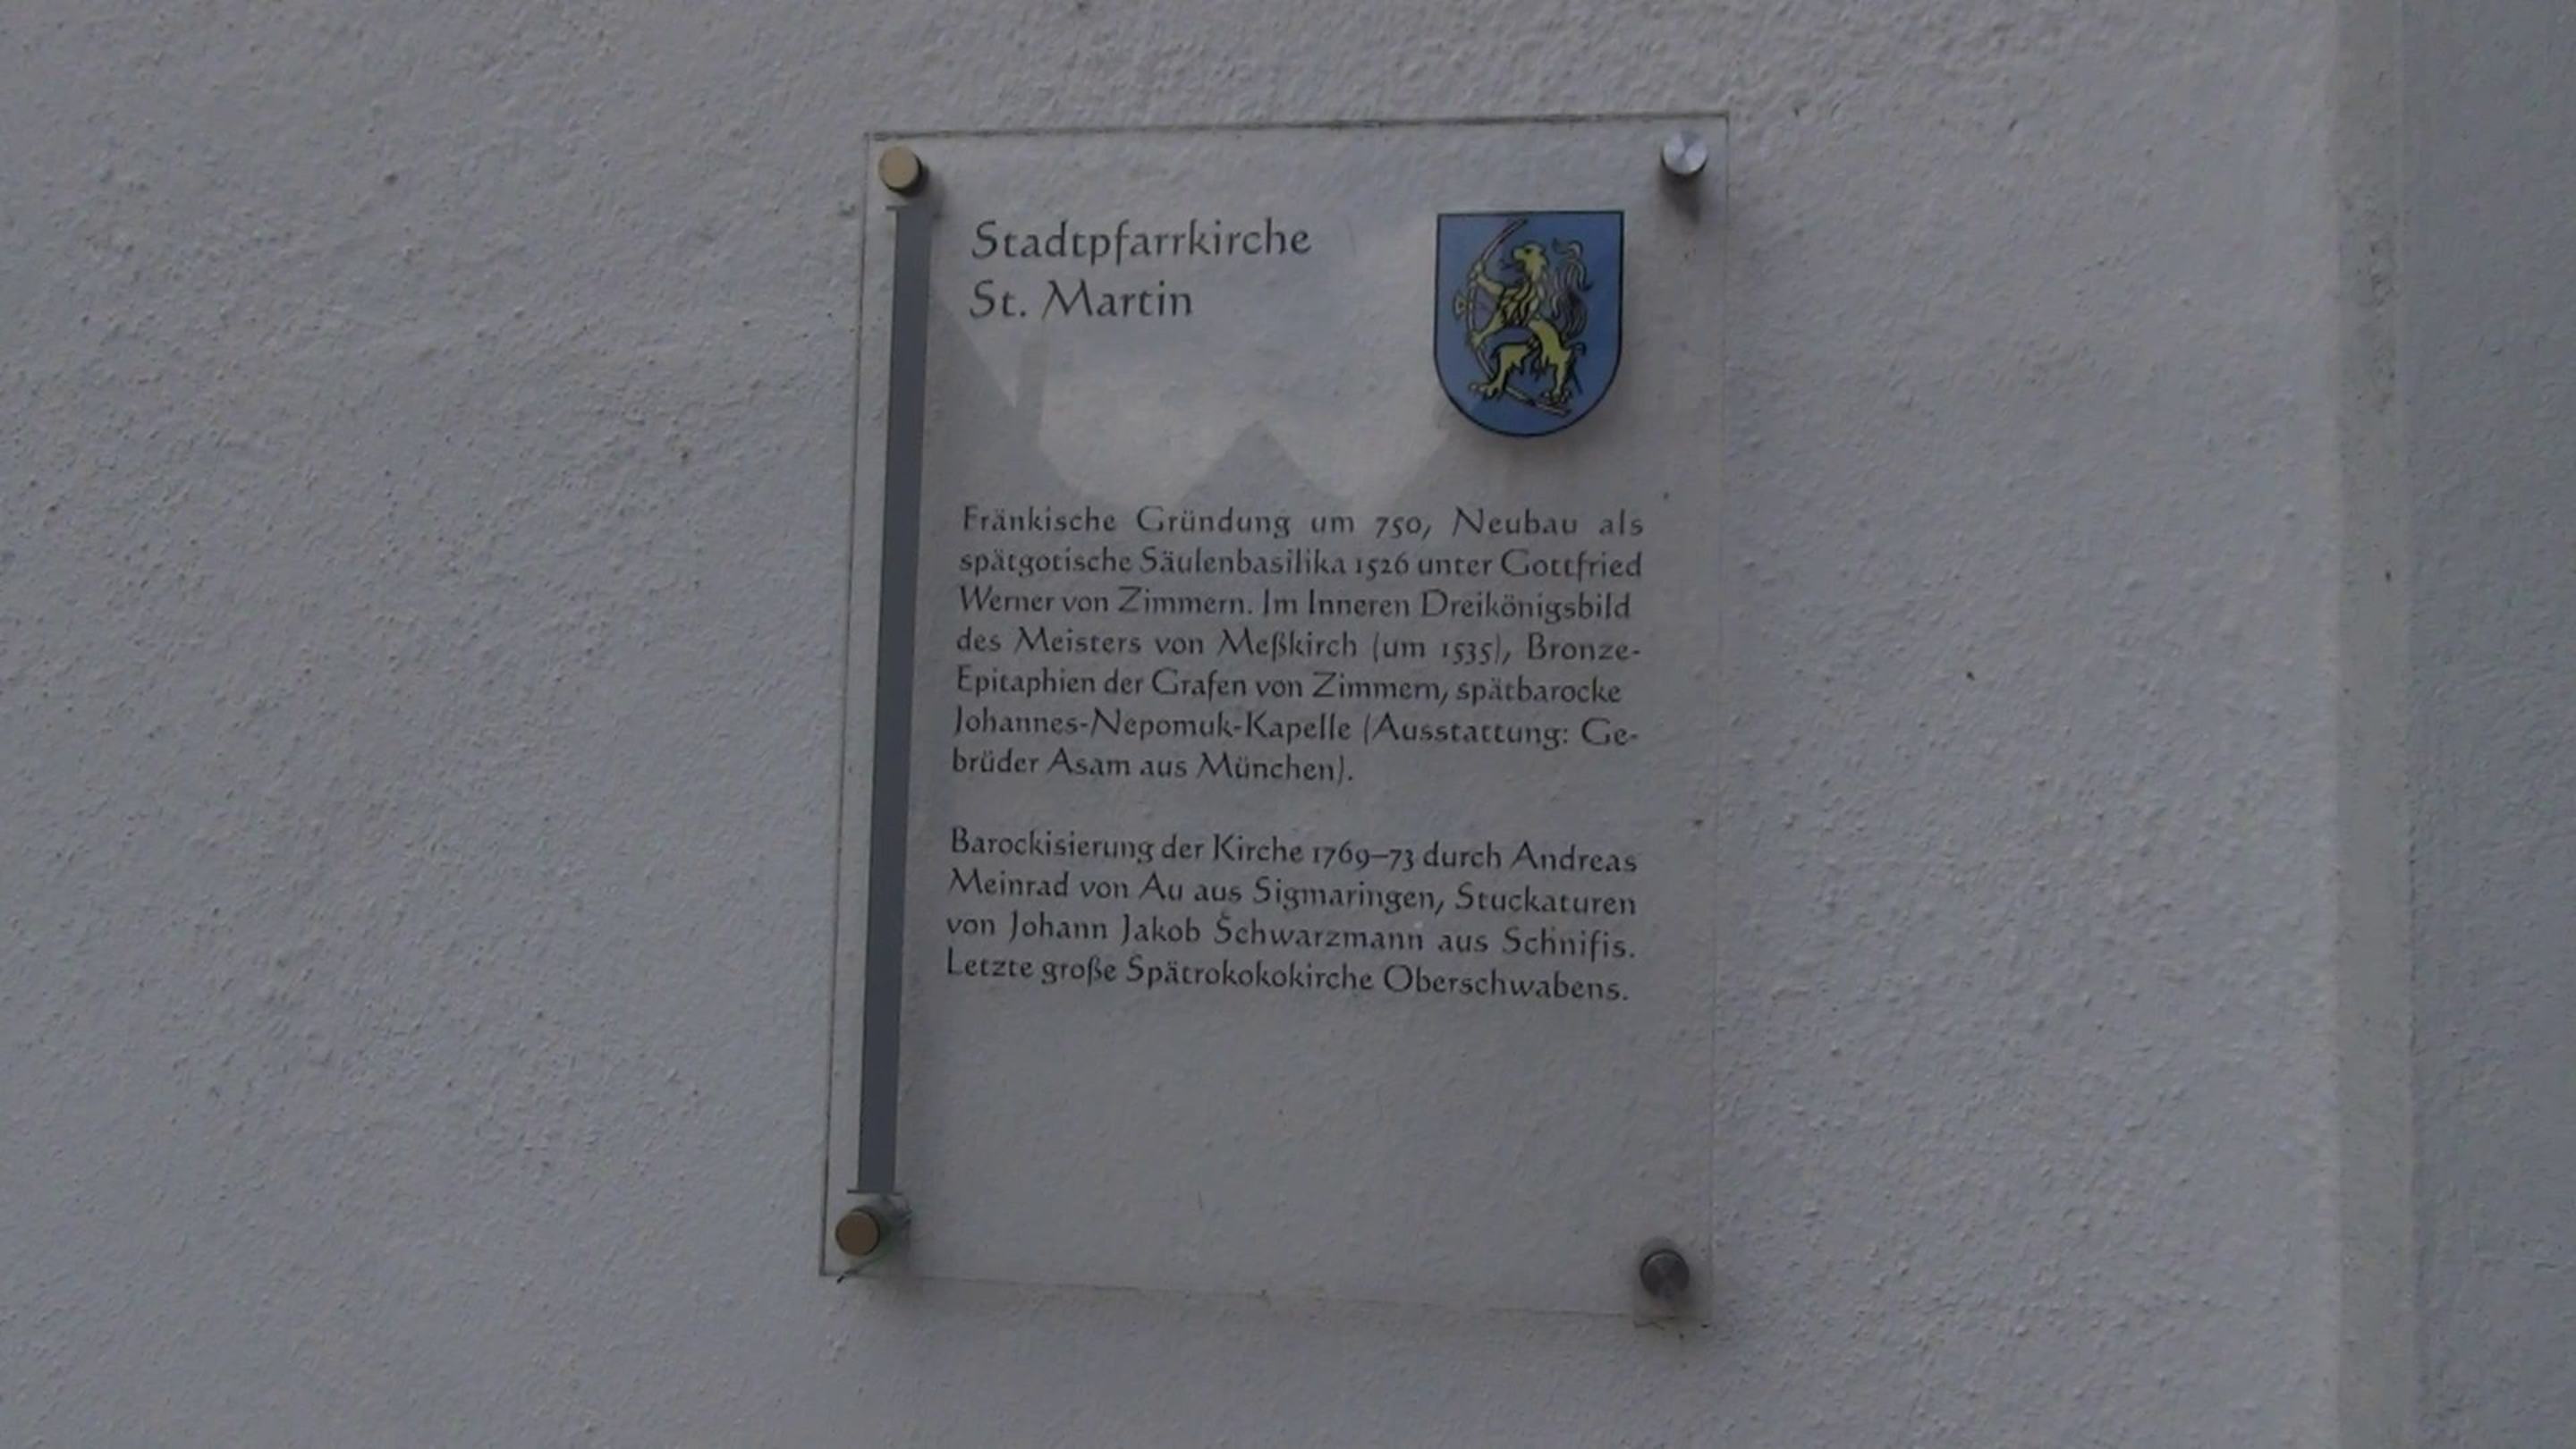 Stadtpfarrkirche
St. Martin
Fränkische Gründung um 750, Neubau als
spätgotische Säulenbasilika 1526 unter Gottfried
Werner von Zimmern. Im Inneren Dreikönigsbild
des Meisters von Meßkirch (um 1535), Bronze-
Epitaphien der Grafen von Zimmern, spätbarocke
Johannes-Nepomuk-Kapelle (Ausstattung: Ge-
brüder Asam aus München).
Barockisierung der Kirche 1769–73 durch Andreas
Meinrad von Au aus Sigmaringen, Stuckaturen
von Johann Jakob Schwarzmann aus Schnifis.
Letzte große Spätrokokokirche Oberschwabens.